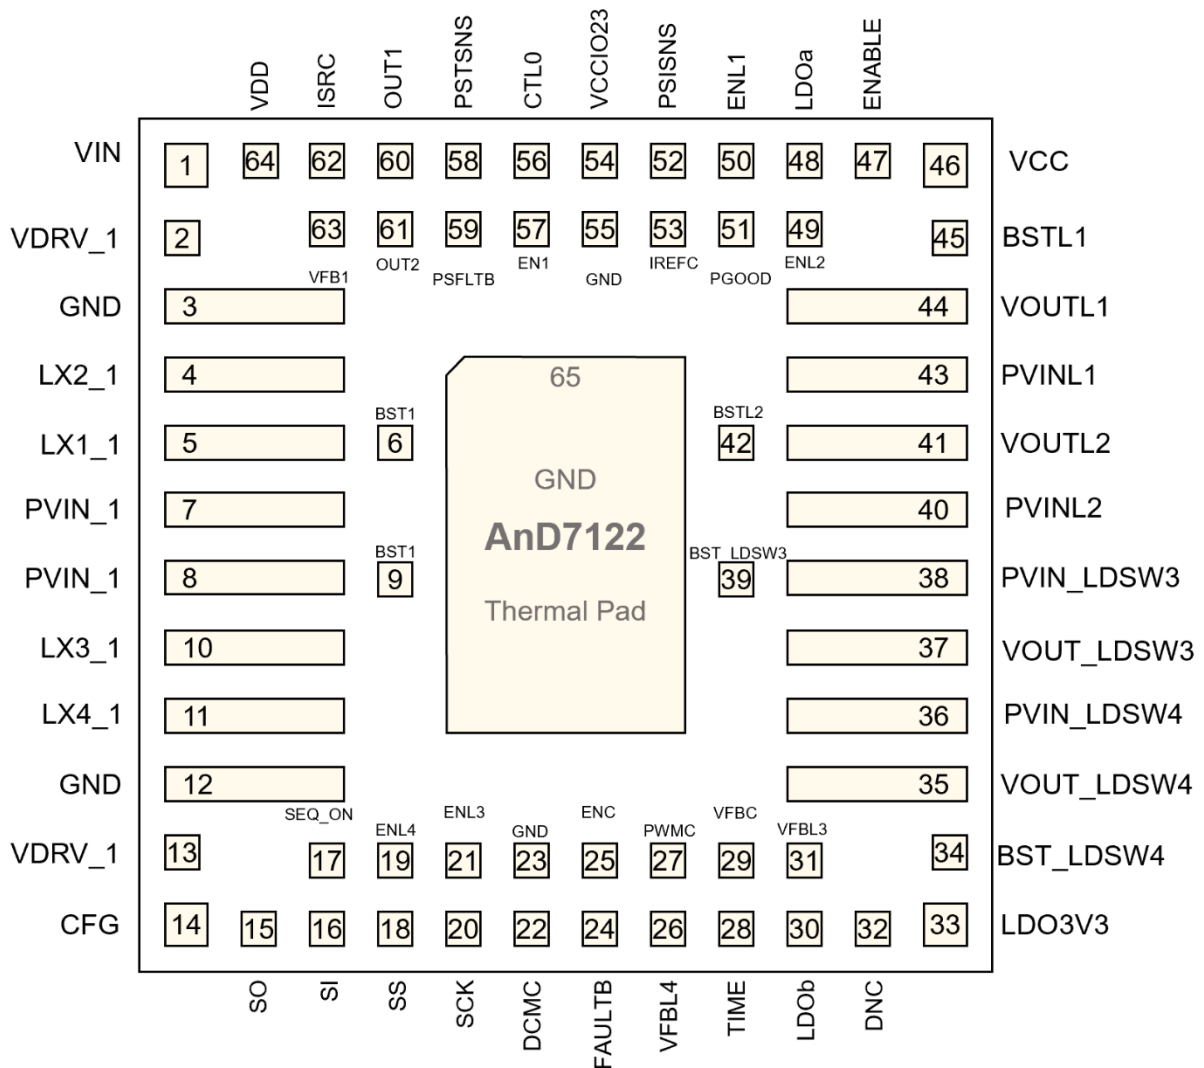 VDD ISRC OUT1 PSTSNS CTL0 VCCIO23 PSISNS ENL1 LDOa ENABLE
VIN 1 64 62 60 58 56 54 52 50 48 47 46 VCC
VDRV_1 2 63 61 59 57 55 53 51 49 45 BSTL1
VFB1 OUT2 PSFLTB EN1 GND IREFC PGOOD ENL2
GND 3 44 VOUTL1
LX2_1 4 65 43 PVINL1
BST1 BSTL2
LX1_1 5 6 42 41 VOUTL2
GND
PVIN_1 7 40 PVINL2
AnD7122
BST1 BST_LDSW3
PVIN_1 8 9 39 38 PVIN_LDSW3
Thermal Pad
LX3_1 10 37 VOUT_LDSW3
LX4_1 11 36 PVIN_LDSW4
GND 12 35 VOUT_LDSW4
SEQ_ON ENL4 ENL3 GND ENC PWMC VFBC VFBL3
VDRV_1 13 17 19 21 23 25 27 29 31 34 BST_LDSW4
CFG 14 15 16 18 20 22 24 26 28 30 32 33 LDO3V3
SO SI SS SCK DCMC FAULTB VFBL4 TIME LDOb DNC